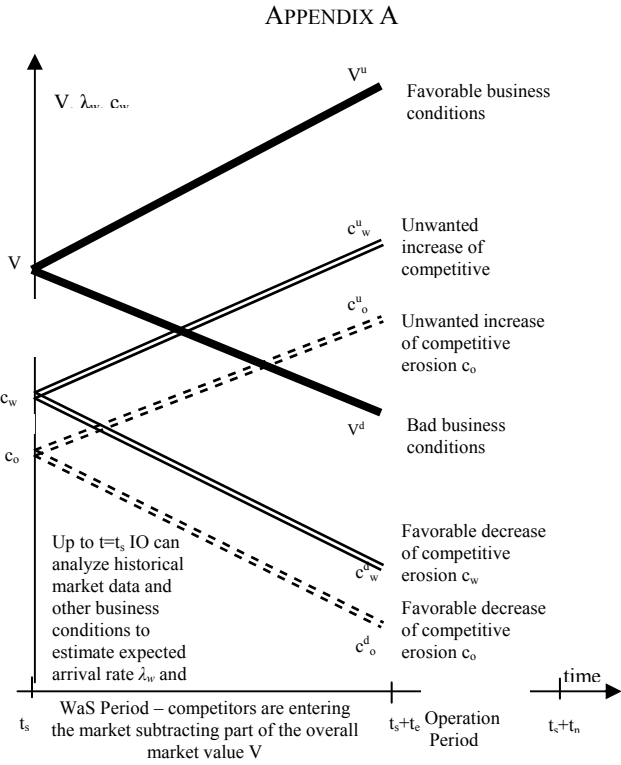 APPENDIX A
V, λw, cw
Vᵘ
Favorable business
conditions
cᵘw
Unwanted
increase of
competitive
V
cᵘo
Unwanted increase
of competitive
erosion co
cw
Vᵈ
Bad business
conditions
co
Up to t=ts IO can
analyze historical
market data and
other business
conditions to
estimate expected
arrival rate λw and
cᵈw
Favorable decrease
of competitive
erosion cw
cᵈo
Favorable decrease
of competitive
erosion co
time
ts
WaS Period – competitors are entering
the market subtracting part of the overall
market value V
ts+te
Operation
Period
ts+tn